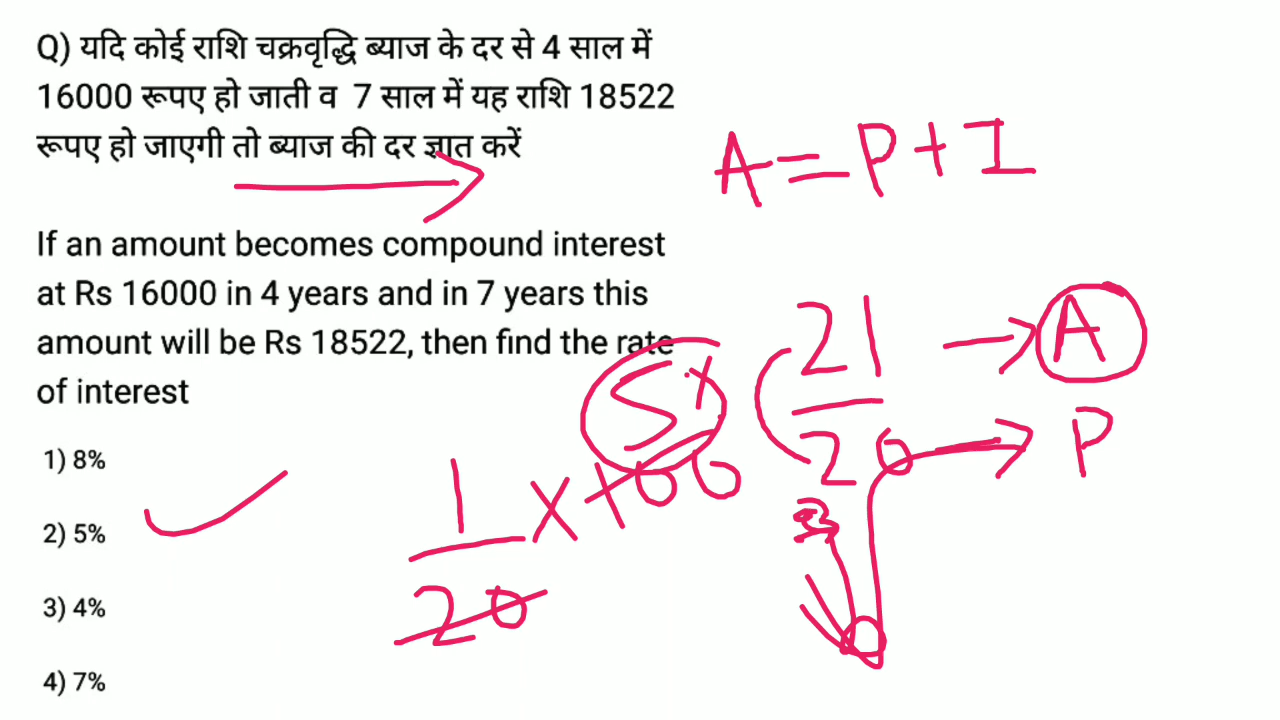 Q) यदि कोई राशि चक्रवृद्धि ब्याज के दर से 4 साल में
16000 रूपए हो जाती व 7 साल में यह राशि 18522
रूपए हो जाएगी तो ब्याज की दर ज्ञात करें
A=P+I
If an amount becomes compound interest
at Rs 16000 in 4 years and in 7 years this
amount will be Rs 18522, then find the rate
of interest
21 → A
20 → P
5%
1/20 x 100
1) 8%
2) 5%
3) 4%
4) 7%